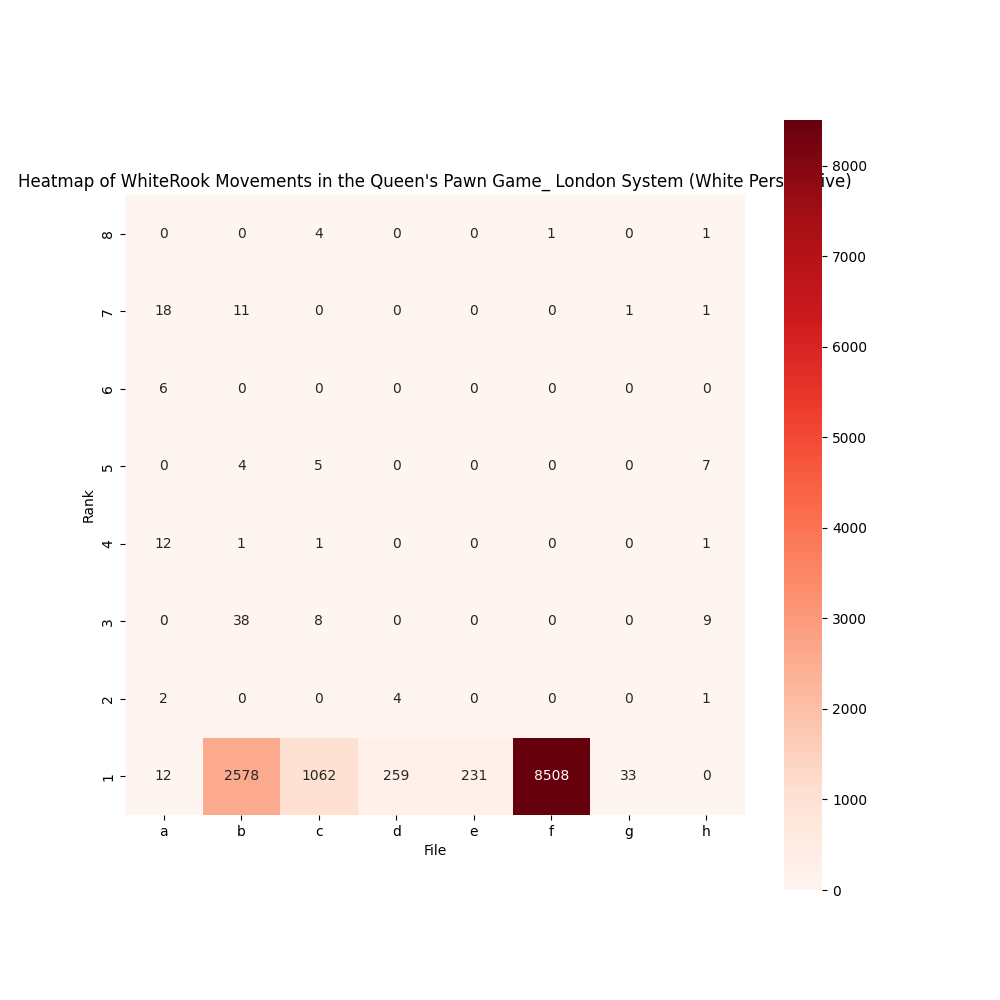 Heatmap of WhiteRook Movements in the Queen's Pawn Game_ London System (White Pers ive)
8 0 0 4 0 0 1 0 1
7 18 11 0 0 0 0 1 1
6 6 0 0 0 0 0 0 0
5 0 4 5 0 0 0 0 7
4 12 1 1 0 0 0 0 1
3 0 38 8 0 0 0 0 9
2 2 0 0 4 0 0 0 1
1 12 2578 1062 259 231 8508 33 0
a b c d e f g h
Rank
File
8000
7000
6000
5000
4000
3000
2000
1000
0